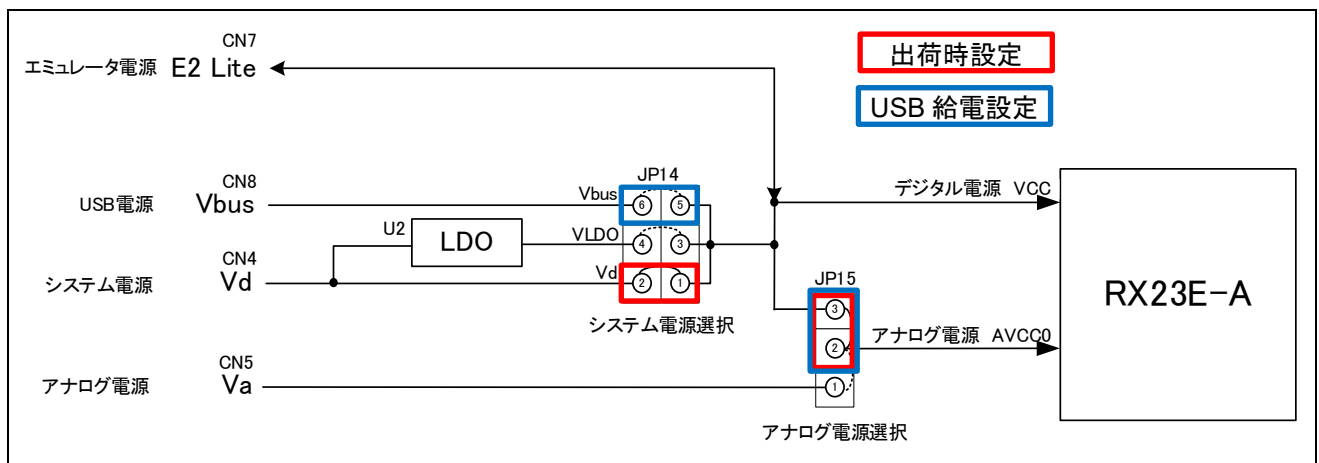 CN7
エミュレータ電源 E2 Lite
出荷時設定
USB 給電設定
CN8
USB電源 Vbus
JP14
Vbus ⑥ ⑤
U2 LDO VLDO ④ ③
CN4
システム電源 Vd
Vd ② ①
システム電源選択
デジタル電源 VCC
JP15
③
② アナログ電源 AVCC0
①
RX23E-A
CN5
アナログ電源 Va
アナログ電源選択